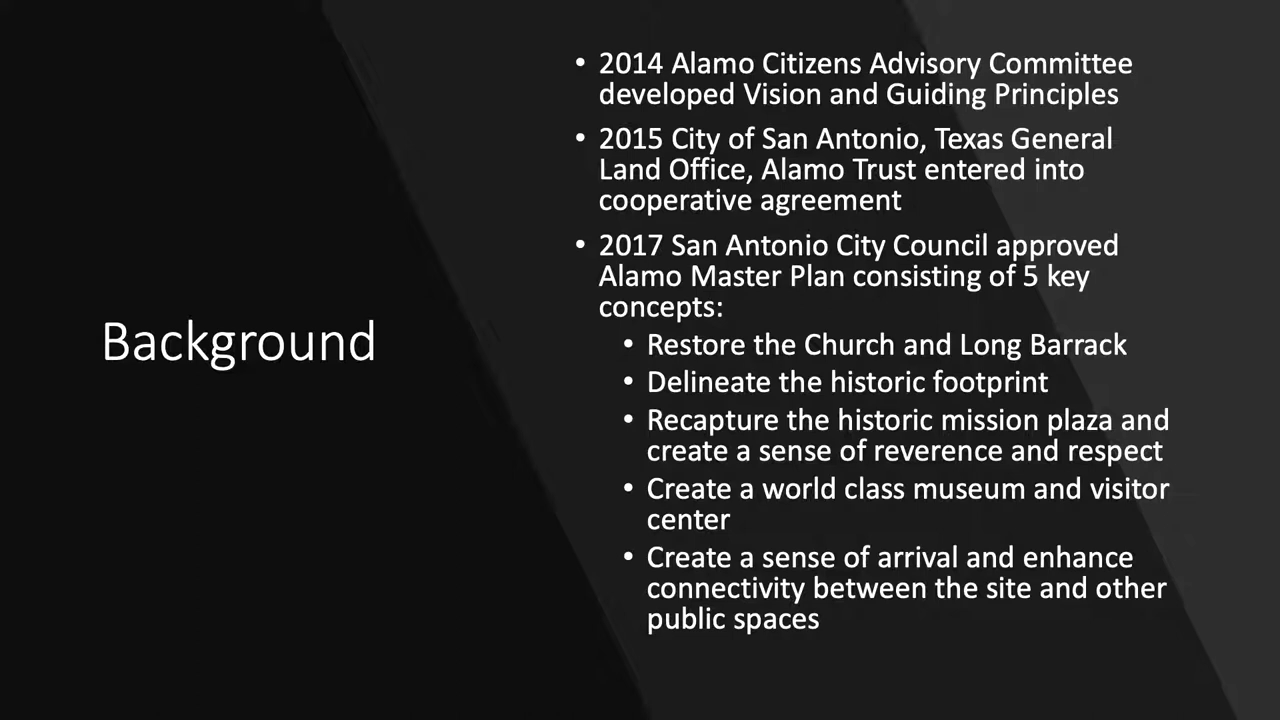 Background
• 2014 Alamo Citizens Advisory Committee
developed Vision and Guiding Principles
• 2015 City of San Antonio, Texas General
Land Office, Alamo Trust entered into
cooperative agreement
• 2017 San Antonio City Council approved
Alamo Master Plan consisting of 5 key
concepts:
• Restore the Church and Long Barrack
• Delineate the historic footprint
• Recapture the historic mission plaza and
create a sense of reverence and respect
• Create a world class museum and visitor
center
• Create a sense of arrival and enhance
connectivity between the site and other
public spaces